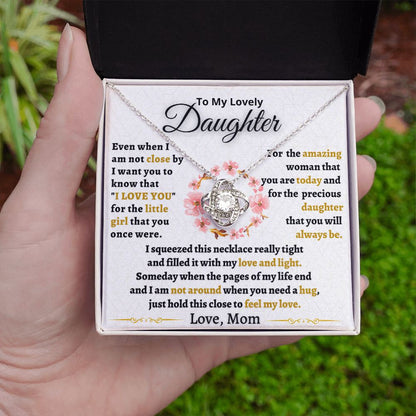 To My Lovely
Daughter
Even when I
am not close by
I want you to
know that
"I LOVE YOU"
for the little
girl that you
once were.
For the amazing
woman that
you are today and
for the precious
daughter
that you will
always be.
I squeezed this necklace really tight
and filled it with my love and light.
Someday when the pages of my life end
and I am not around when you need a hug,
just hold this close to feel my love.
Love, Mom